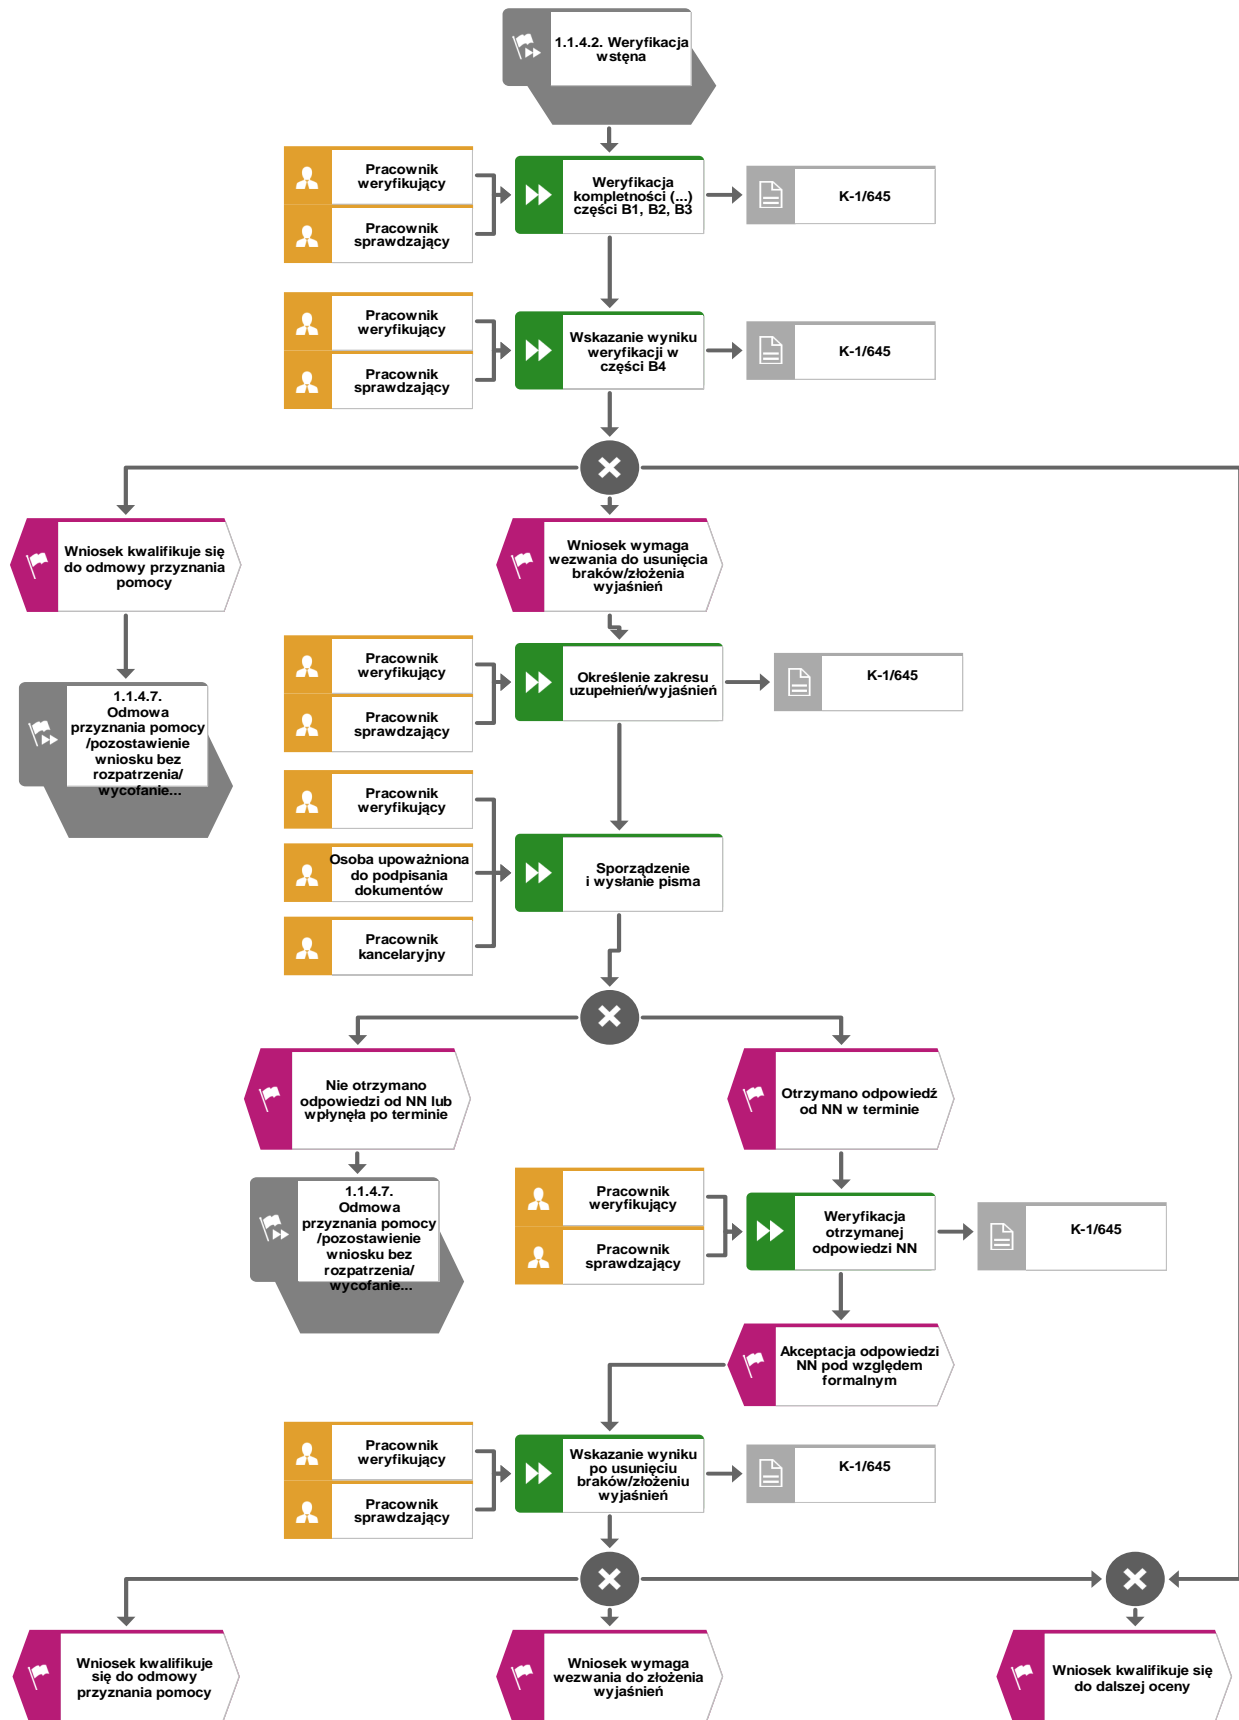 1.1.4.2. Weryfikacja
wstęna
Pracownik
weryfikujący
Pracownik
sprawdzający
Weryfikacja
kompletności (...)
części B1, B2, B3
K-1/645
Pracownik
weryfikujący
Pracownik
sprawdzający
Wskazanie wyniku
weryfikacji w
części B4
K-1/645
Wniosek kwalifikuje się
do odmowy przyznania
pomocy
Wniosek wymaga
wezwania do usunięcia
braków/złożenia
wyjaśnień
1.1.4.7.
Odmowa
przyznania pomocy
/pozostawienie
wniosku bez
rozpatrzenia/
wycofanie...
Pracownik
weryfikujący
Pracownik
sprawdzający
Określenie zakresu
uzupełnień/wyjaśnień
K-1/645
Pracownik
weryfikujący
Osoba upoważniona
do podpisania
dokumentów
Pracownik
kancelaryjny
Sporządzenie
i wysłanie pisma
Nie otrzymano
odpowiedzi od NN lub
wpłynęła po terminie
Otrzymano odpowiedź
od NN w terminie
1.1.4.7.
Odmowa
przyznania pomocy
/pozostawienie
wniosku bez
rozpatrzenia/
wycofanie...
Pracownik
weryfikujący
Pracownik
sprawdzający
Weryfikacja
otrzymanej
odpowiedzi NN
K-1/645
Akceptacja odpowiedzi
NN pod względem
formalnym
Pracownik
weryfikujący
Pracownik
sprawdzający
Wskazanie wyniku
po usunięciu
braków/złożeniu
wyjaśnień
K-1/645
Wniosek kwalifikuje
się do odmowy
przyznania pomocy
Wniosek wymaga
wezwania do złożenia
wyjaśnień
Wniosek kwalifikuje się
do dalszej oceny